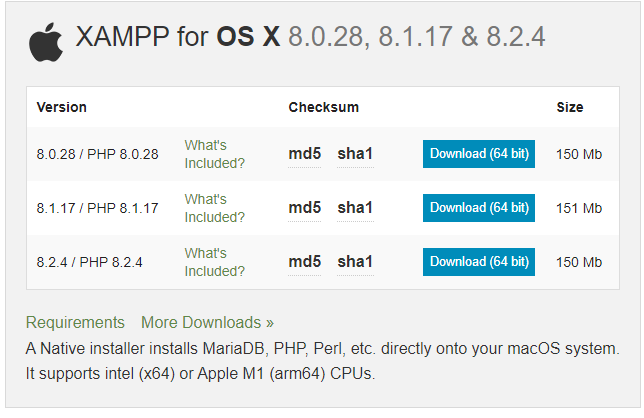 XAMPP for OS X 8.0.28, 8.1.17 & 8.2.4
Version Checksum Size
8.0.28 / PHP 8.0.28 What's Included? md5 sha1 Download (64 bit) 150 Mb
8.1.17 / PHP 8.1.17 What's Included? md5 sha1 Download (64 bit) 151 Mb
8.2.4 / PHP 8.2.4 What's Included? md5 sha1 Download (64 bit) 150 Mb
Requirements More Downloads »
A Native installer installs MariaDB, PHP, Perl, etc. directly onto your macOS system.
It supports intel (x64) or Apple M1 (arm64) CPUs.